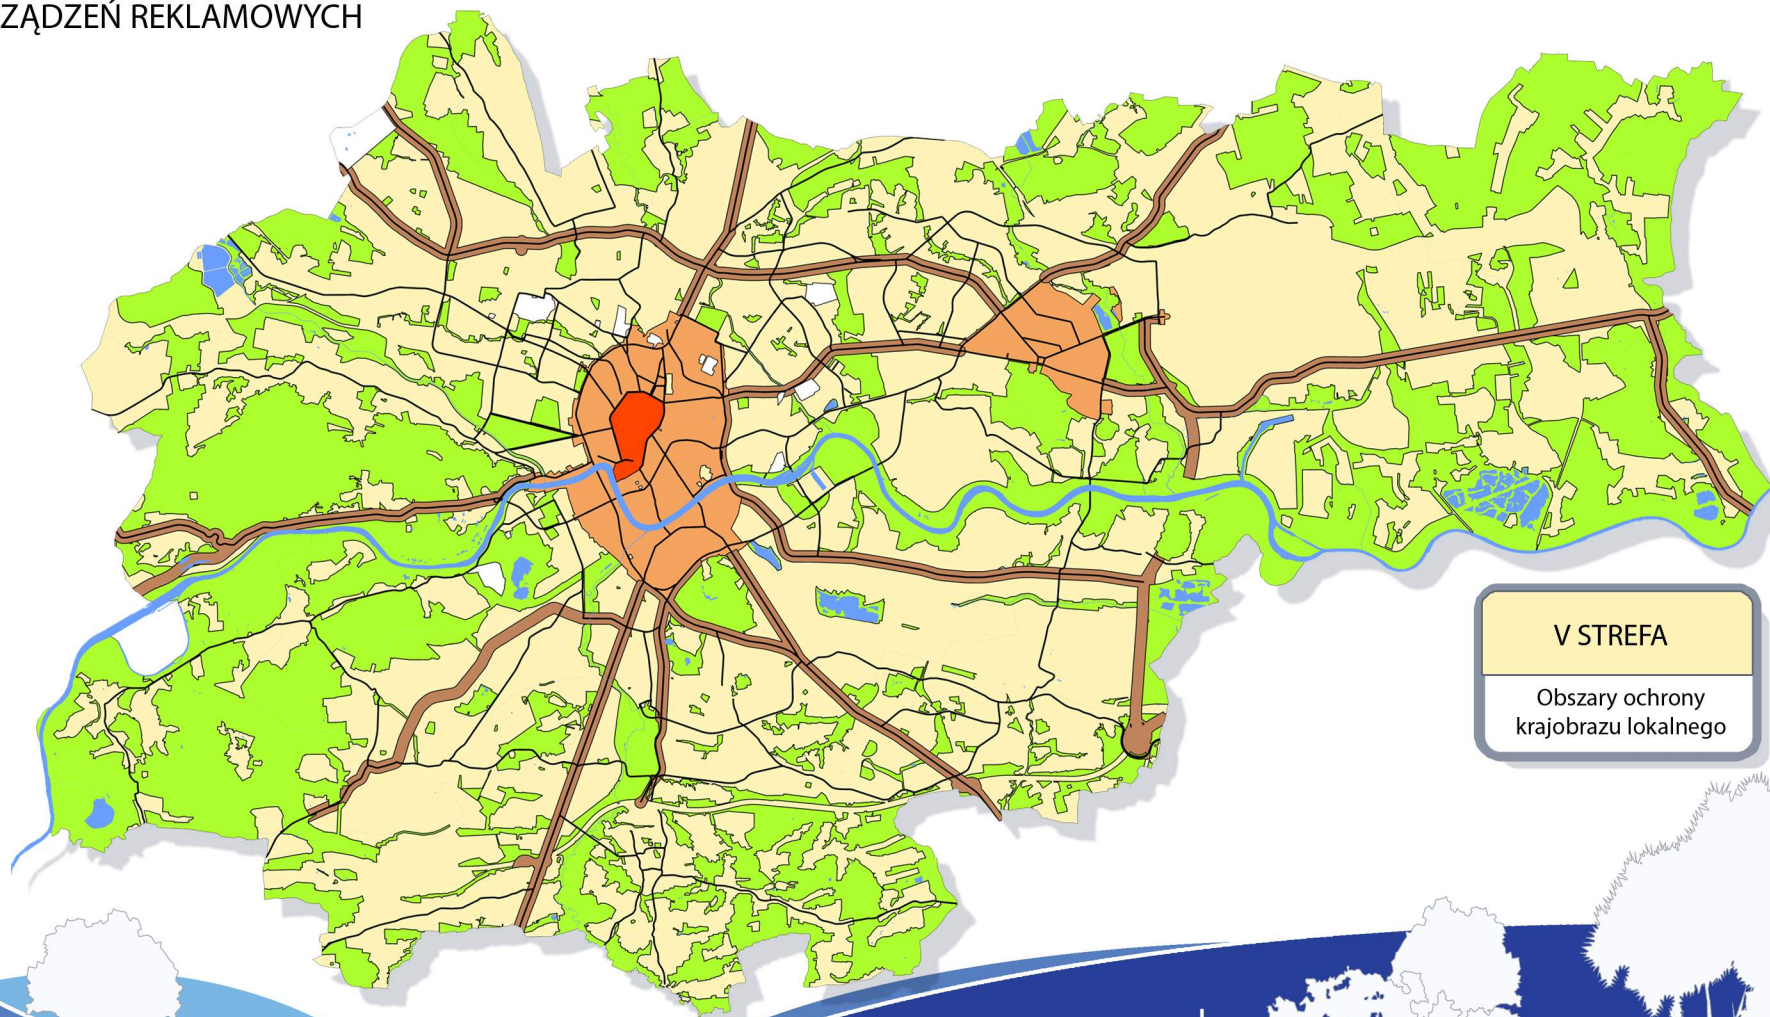 ZĄDZEŃ REKLAMOWYCH
V STREFA
Obszary ochrony
krajobrazu lokalnego